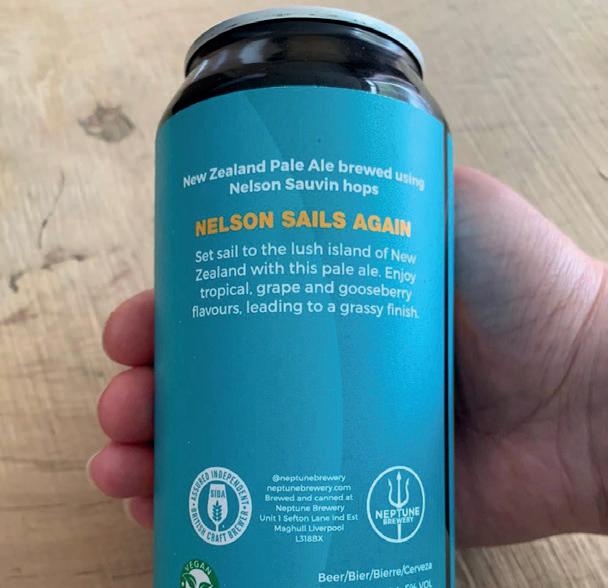 New Zealand Pale Ale brewed using
Nelson Sauvin hops
NELSON SAILS AGAIN
Set sail to the lush island of New
Zealand with this pale ale. Enjoy
tropical, grape and gooseberry
flavours, leading to a grassy finish.
ASSURED INDEPENDENT
SIBA
BRITISH CRAFT BREWER
@neptunebrewery
neptunebrewery.com
Brewed and canned at
Neptune Brewery
Unit 1 Sefton Lane Ind Est
Maghull Liverpool
L318BX
NEPTUNE
BREWERY
VEGAN
Beer/Bier/Bierre/Cerveza
5% VOL